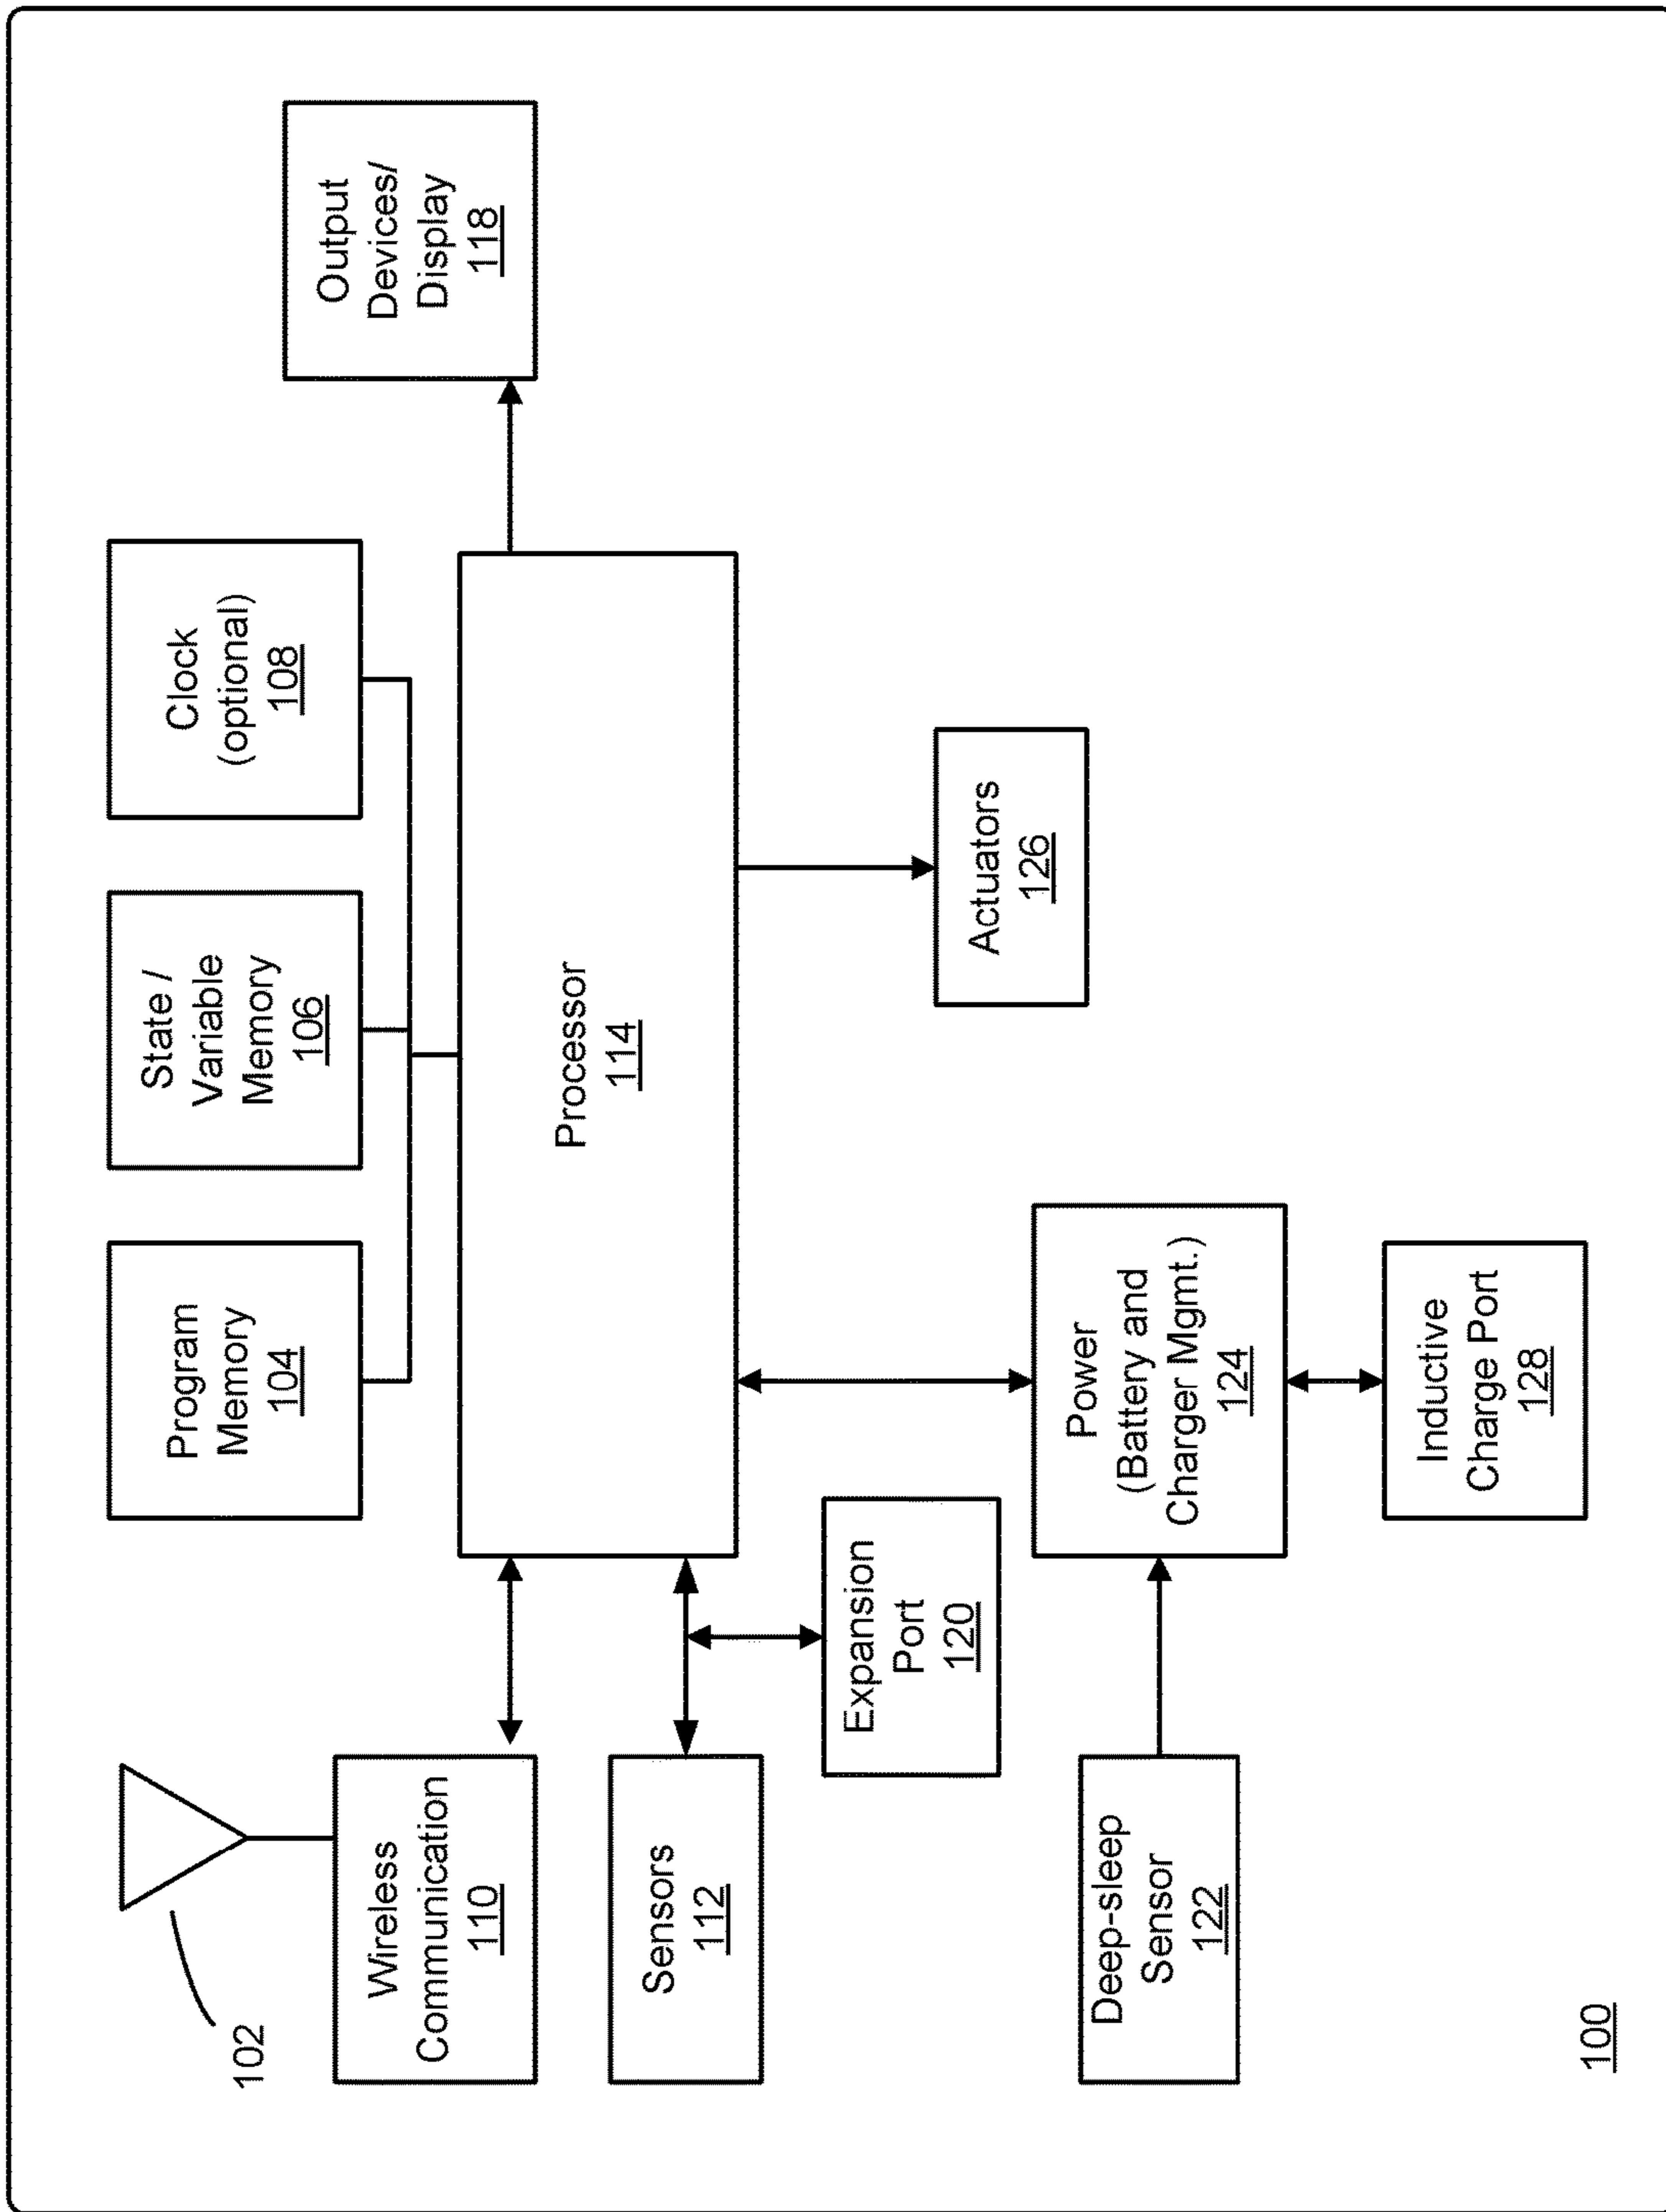 102
Wireless
Communication
110
Program
Memory
104
State /
Variable
Memory
106
Clock
(optional)
108
Output
Devices/
Display
118
Sensors
112
Processor
114
Expansion
Port
120
Actuators
126
Deep-sleep
Sensor
122
Power
(Battery and
Charger Mgmt.)
124
Inductive
Charge Port
128
100